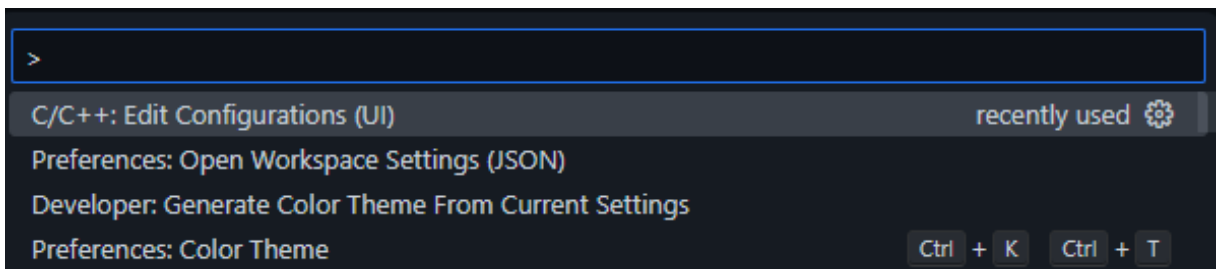 >
C/C++: Edit Configurations (UI) recently used
Preferences: Open Workspace Settings (JSON)
Developer: Generate Color Theme From Current Settings
Preferences: Color Theme Ctrl + K Ctrl + T